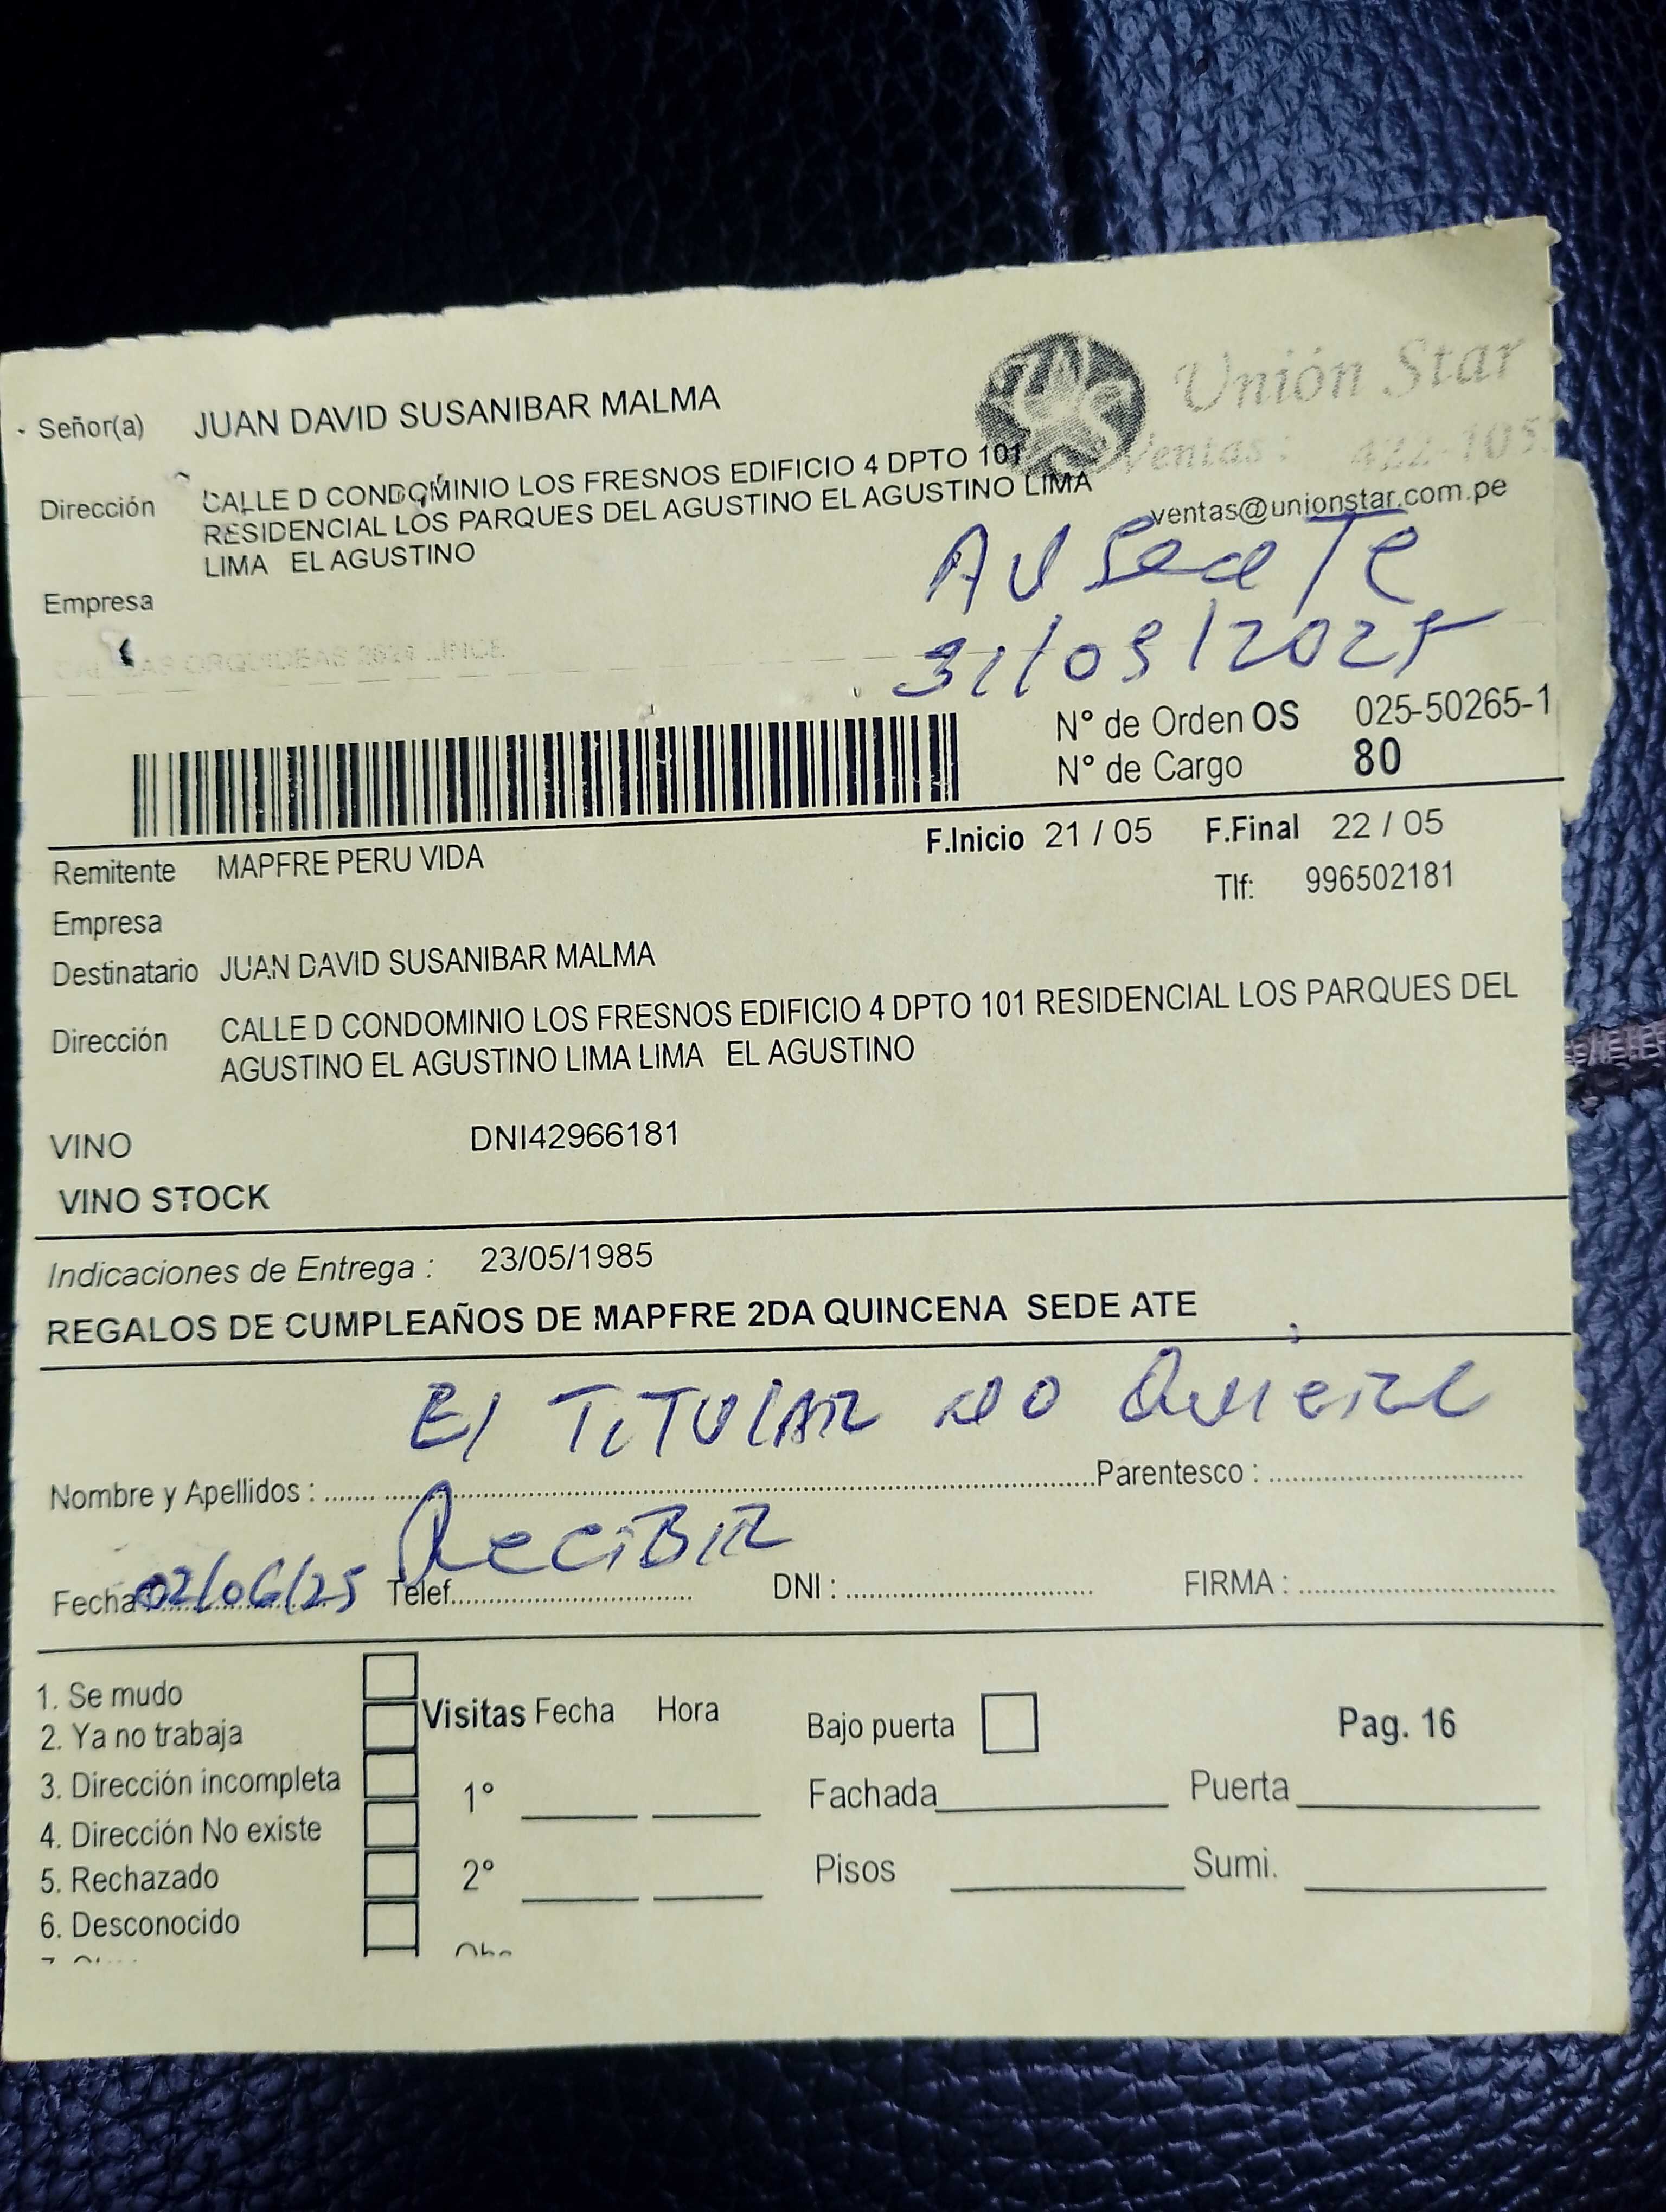 Señor(a) JUAN DAVID SUSANIBAR MALMA
Unión Star
Ventas : 422-105
Dirección CALLE D CONDOMINIO LOS FRESNOS EDIFICIO 4 DPTO 101
RESIDENCIAL LOS PARQUES DEL AGUSTINO EL AGUSTINO LIMA
LIMA EL AGUSTINO
ventas@unionstar.com.pe
Empresa
AUSenTe
31/05/2025
N° de Orden OS 025-50265-1
N° de Cargo 80
F.Inicio 21 / 05 F.Final 22 / 05
Remitente MAPFRE PERU VIDA
Tlf: 996502181
Empresa
Destinatario JUAN DAVID SUSANIBAR MALMA
Dirección CALLE D CONDOMINIO LOS FRESNOS EDIFICIO 4 DPTO 101 RESIDENCIAL LOS PARQUES DEL
AGUSTINO EL AGUSTINO LIMA LIMA EL AGUSTINO
VINO DNI42966181
VINO STOCK
Indicaciones de Entrega : 23/05/1985
REGALOS DE CUMPLEAÑOS DE MAPFRE 2DA QUINCENA SEDE ATE
El TiTUlAR NO Quiere
Nombre y Apellidos : Parentesco :
ReciBiR
Fecha 02/06/25 Telef. DNI : FIRMA :
1. Se mudo
2. Ya no trabaja
3. Dirección incompleta
4. Dirección No existe
5. Rechazado
6. Desconocido
Visitas Fecha Hora
1°
2°
Bajo puerta Pag. 16
Fachada Puerta
Pisos Sumi.